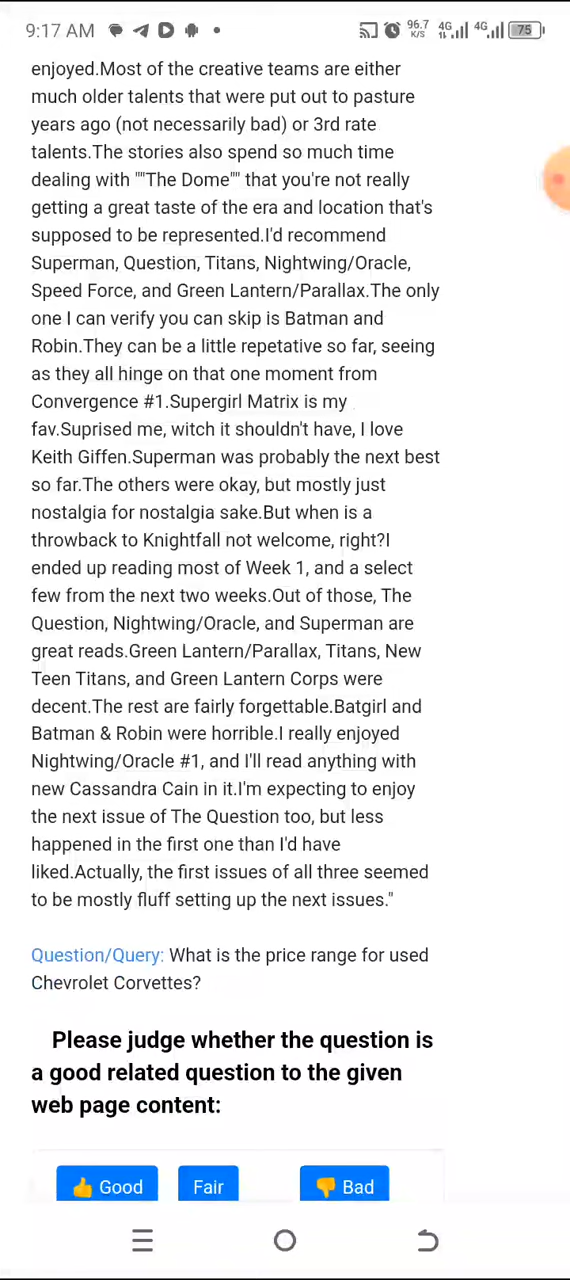 9:17 AM 96.7 K/S 4G 4G 75
enjoyed.Most of the creative teams are either
much older talents that were put out to pasture
years ago (not necessarily bad) or 3rd rate
talents.The stories also spend so much time
dealing with ""The Dome"" that you're not really
getting a great taste of the era and location that's
supposed to be represented.I'd recommend
Superman, Question, Titans, Nightwing/Oracle,
Speed Force, and Green Lantern/Parallax.The only
one I can verify you can skip is Batman and
Robin.They can be a little repetative so far, seeing
as they all hinge on that one moment from
Convergence #1.Supergirl Matrix is my
fav.Suprised me, witch it shouldn't have, I love
Keith Giffen.Superman was probably the next best
so far.The others were okay, but mostly just
nostalgia for nostalgia sake.But when is a
throwback to Knightfall not welcome, right?I
ended up reading most of Week 1, and a select
few from the next two weeks.Out of those, The
Question, Nightwing/Oracle, and Superman are
great reads.Green Lantern/Parallax, Titans, New
Teen Titans, and Green Lantern Corps were
decent.The rest are fairly forgettable.Batgirl and
Batman & Robin were horrible.I really enjoyed
Nightwing/Oracle #1, and I'll read anything with
new Cassandra Cain in it.I'm expecting to enjoy
the next issue of The Question too, but less
happened in the first one than I'd have
liked.Actually, the first issues of all three seemed
to be mostly fluff setting up the next issues."
Question/Query: What is the price range for used
Chevrolet Corvettes?
Please judge whether the question is
a good related question to the given
web page content:
Good Fair Bad